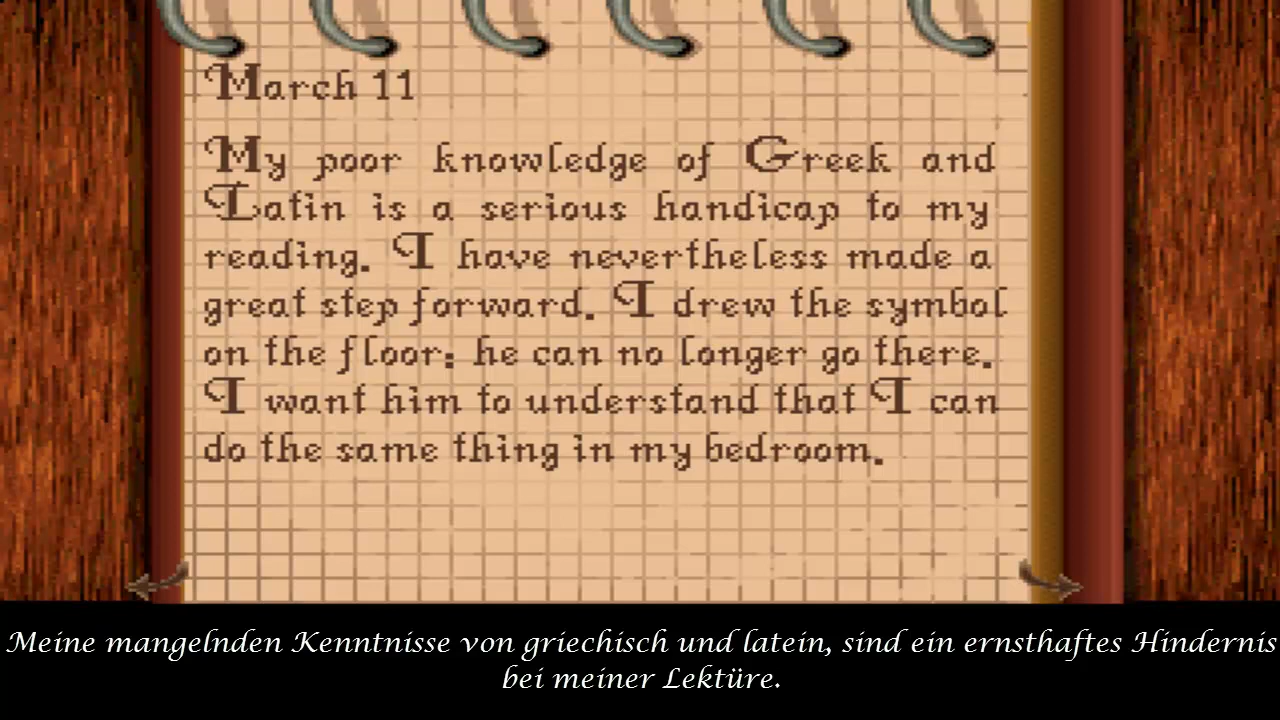 March 11
My poor knowledge of Greek and
Latin is a serious handicap to my
reading. I have nevertheless made a
great step forward. I drew the symbol
on the floor: he can no longer go there.
I want him to understand that I can
do the same thing in my bedroom.
Meine mangelnden Kenntnisse von griechisch und latein, sind ein ernsthaftes Hindernis
bei meiner Lektüre.